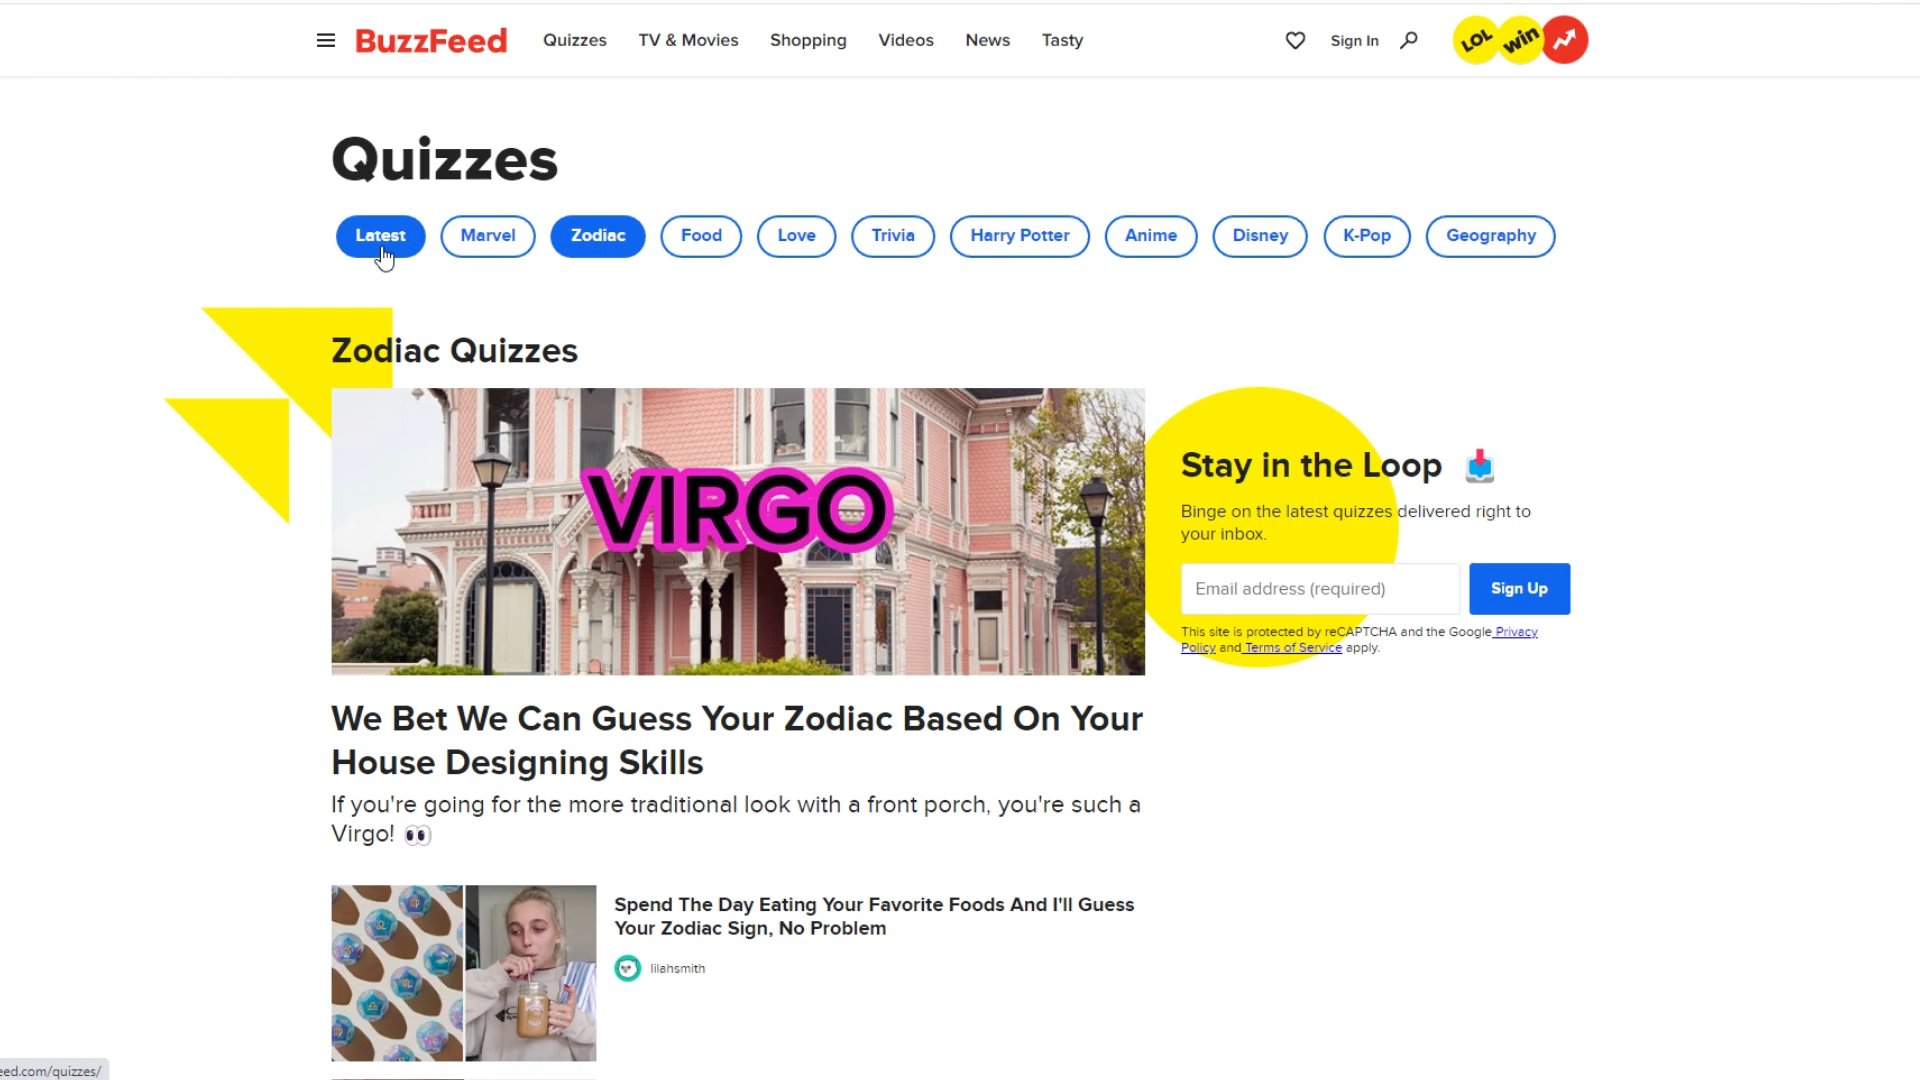 BuzzFeed
Quizzes
TV & Movies
Shopping
Videos
News
Tasty
Sign In
LOL
win
Quizzes
Latest
Marvel
Zodiac
Food
Love
Trivia
Harry Potter
Anime
Disney
K-Pop
Geography
Zodiac Quizzes
VIRGO
Stay in the Loop
Binge on the latest quizzes delivered right to
your inbox.
Email address (required)
Sign Up
This site is protected by reCAPTCHA and the Google Privacy
Policy and Terms of Service apply.
We Bet We Can Guess Your Zodiac Based On Your
House Designing Skills
If you're going for the more traditional look with a front porch, you're such a
Virgo! 👀
Spend The Day Eating Your Favorite Foods And I'll Guess
Your Zodiac Sign, No Problem
lilahsmith
eed.com/quizzes/